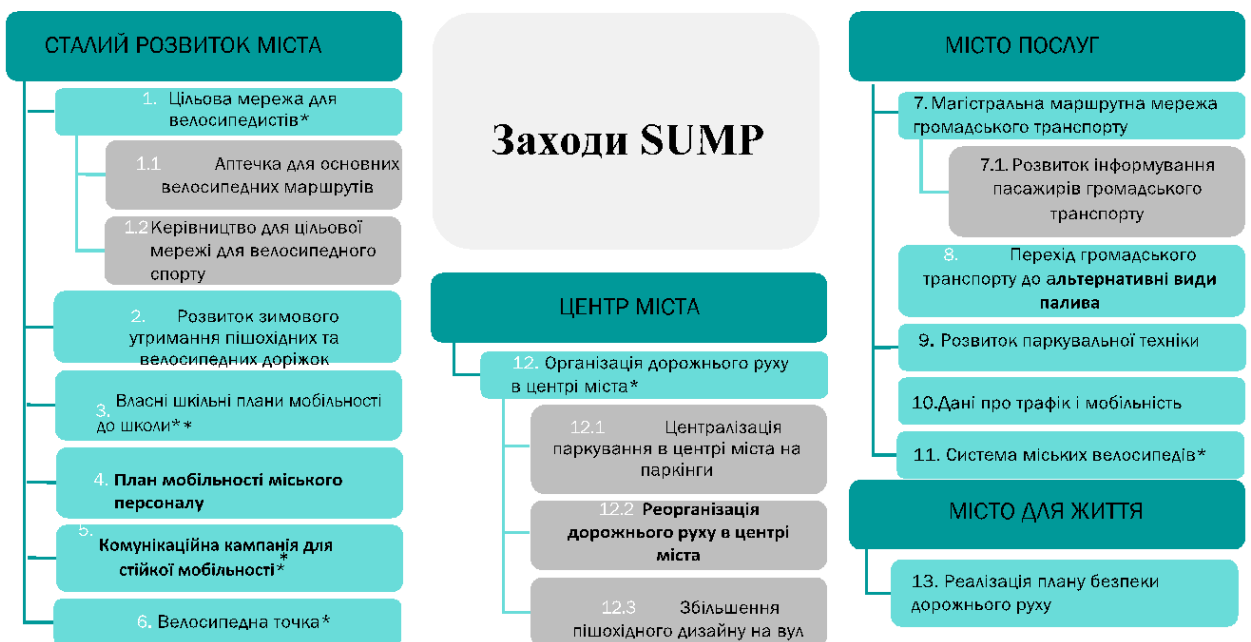 СТАЛИЙ РОЗВИТОК МІСТА
1. Цільова мережа для
велосипедистів*
1.1 Аптечка для основних
велосипедних маршрутів
1.2 Керівництво для цільової
мережі для велосипедного
спорту
2. Розвиток зимового
утримання пішохідних та
велосипедних доріжок
3. Власні шкільні плани мобільності
до школи**
4. План мобільності міського
персоналу
5. Комунікаційна кампанія для
стійкої мобільності*
6. Велосипедна точка*
Заходи SUMP
ЦЕНТР МІСТА
12. Організація дорожнього руху
в центрі міста*
12.1 Централізація
паркування в центрі міста на
паркінги
12.2 Реорганізація
дорожнього руху в центрі
міста
12.3 Збільшення
пішохідного дизайну на вул
МІСТО ПОСЛУГ
7. Магістральна маршрутна мережа
громадського транспорту
7.1. Розвиток інформування
пасажирів громадського
транспорту
8. Перехід громадського
транспорту до альтернативні види
палива
9. Розвиток паркувальної техніки
10.Дані про трафік і мобільність
11. Система міських велосипедів*
МІСТО ДЛЯ ЖИТТЯ
13. Реалізація плану безпеки
дорожнього руху